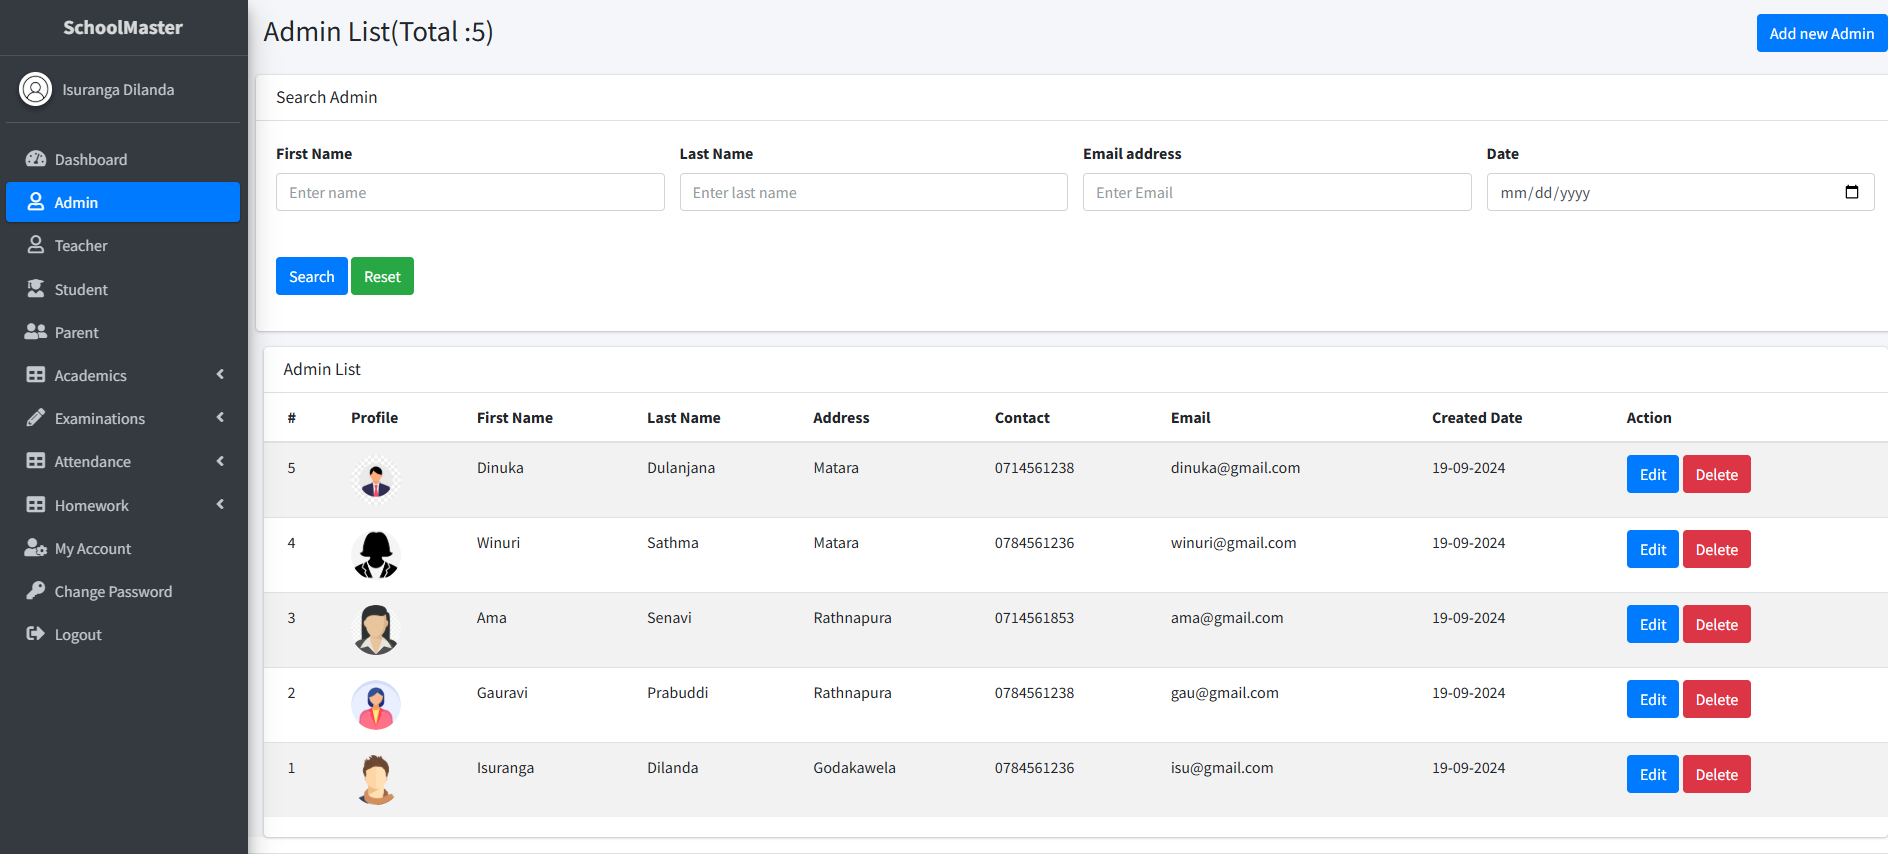 SchoolMaster
Isuranga Dilanda
Dashboard
Admin
Teacher
Student
Parent
Academics
Examinations
Attendance
Homework
My Account
Change Password
Logout
Admin List(Total :5)
Add new Admin
Search Admin
First Name Last Name Email address Date
Enter name Enter last name Enter Email mm/dd/yyyy
Search Reset
Admin List
# Profile First Name Last Name Address Contact Email Created Date Action
5 Dinuka Dulanjana Matara 0714561238 dinuka@gmail.com 19-09-2024 Edit Delete
4 Winuri Sathma Matara 0784561236 winuri@gmail.com 19-09-2024 Edit Delete
3 Ama Senavi Rathnapura 0714561853 ama@gmail.com 19-09-2024 Edit Delete
2 Gauravi Prabuddi Rathnapura 0784561238 gau@gmail.com 19-09-2024 Edit Delete
1 Isuranga Dilanda Godakawela 0784561236 isu@gmail.com 19-09-2024 Edit Delete